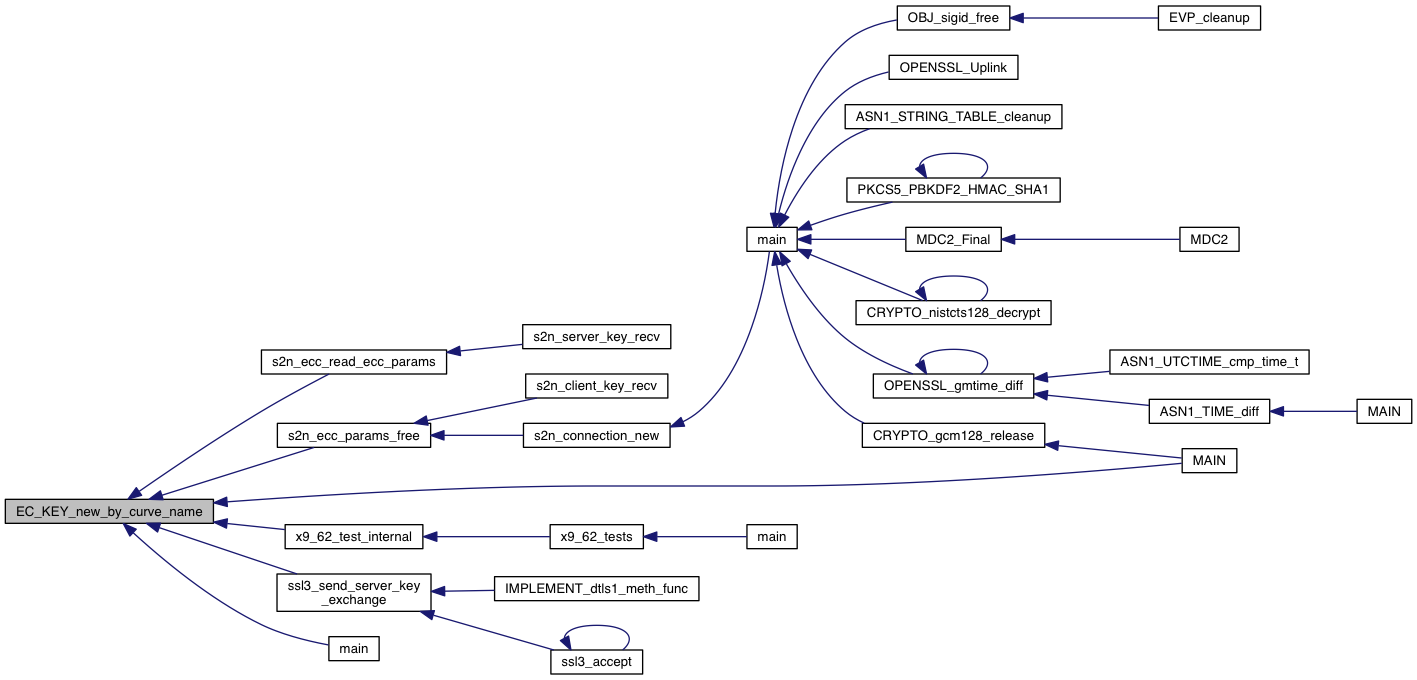 OBJ_sigid_free
EVP_cleanup
OPENSSL_Uplink
ASN1_STRING_TABLE_cleanup
PKCS5_PBKDF2_HMAC_SHA1
main
MDC2_Final
MDC2
CRYPTO_nistcts128_decrypt
s2n_server_key_recv
s2n_ecc_read_ecc_params
ASN1_UTCTIME_cmp_time_t
s2n_client_key_recv
OPENSSL_gmtime_diff
ASN1_TIME_diff
MAIN
s2n_ecc_params_free
s2n_connection_new
CRYPTO_gcm128_release
MAIN
EC_KEY_new_by_curve_name
x9_62_test_internal
x9_62_tests
main
ssl3_send_server_key
_exchange
IMPLEMENT_dtls1_meth_func
main
ssl3_accept